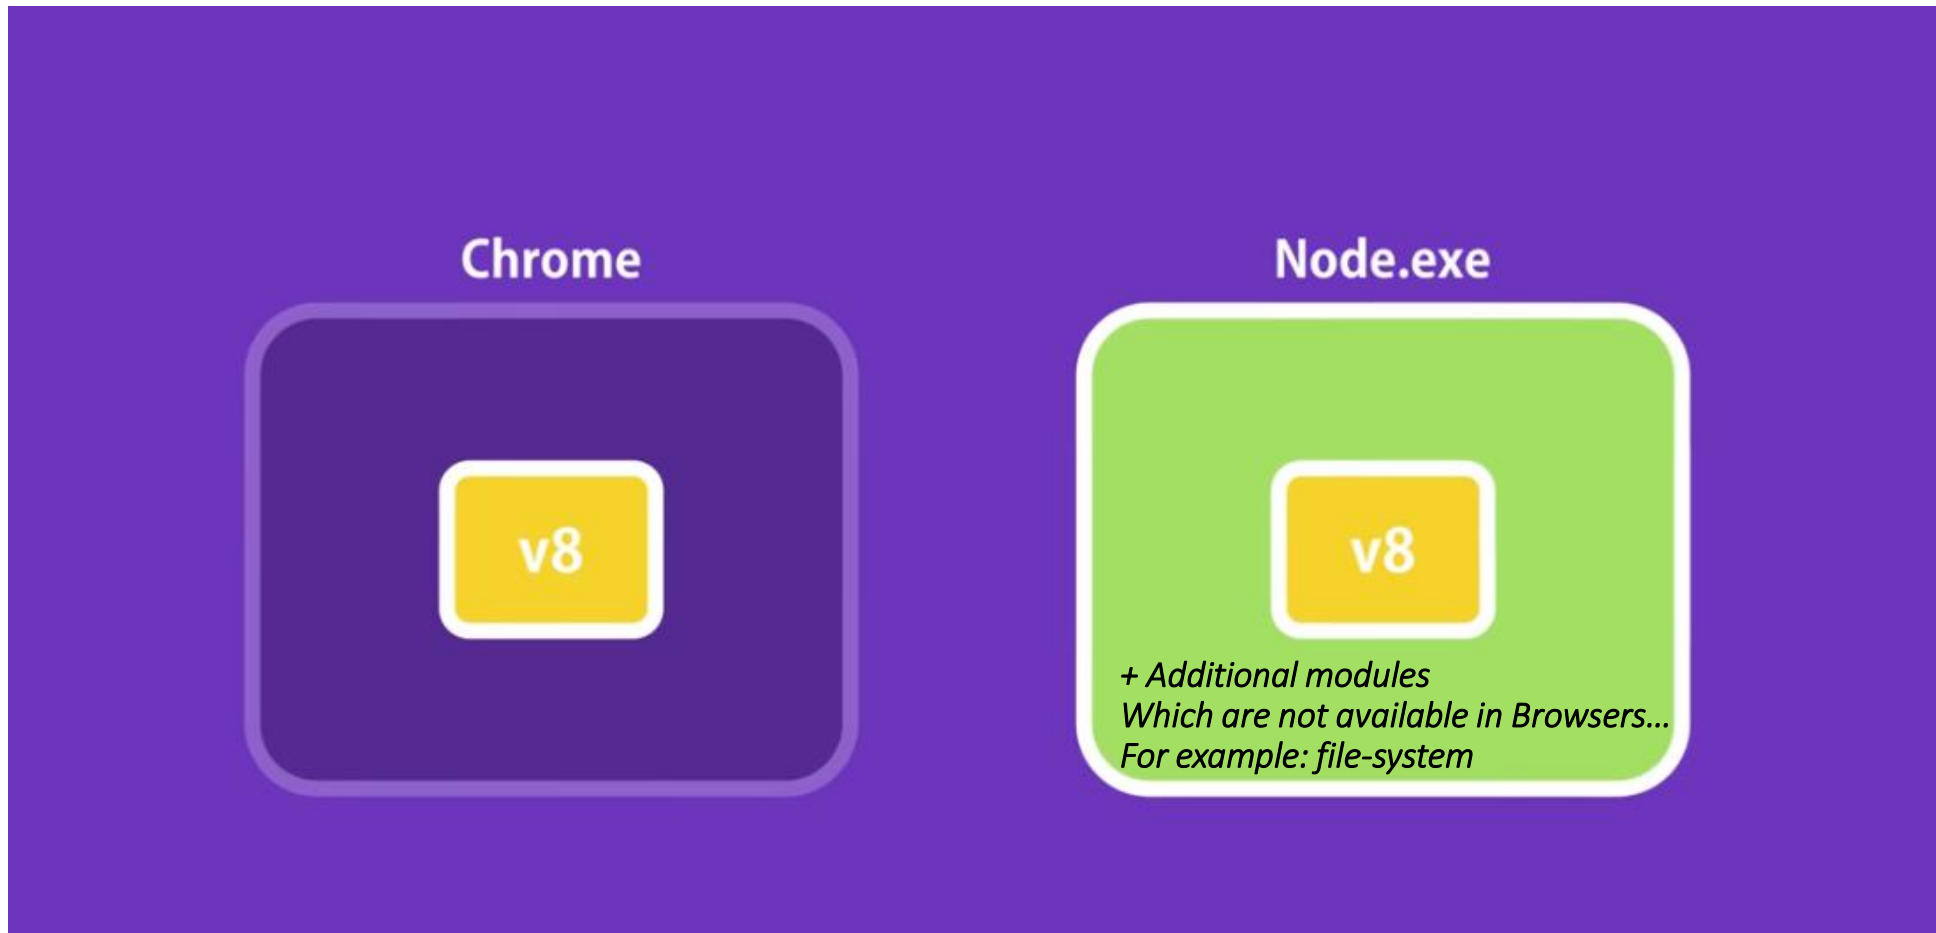 Chrome
Node.exe
v8
v8
+ Additional modules
Which are not available in Browsers...
For example: file-system